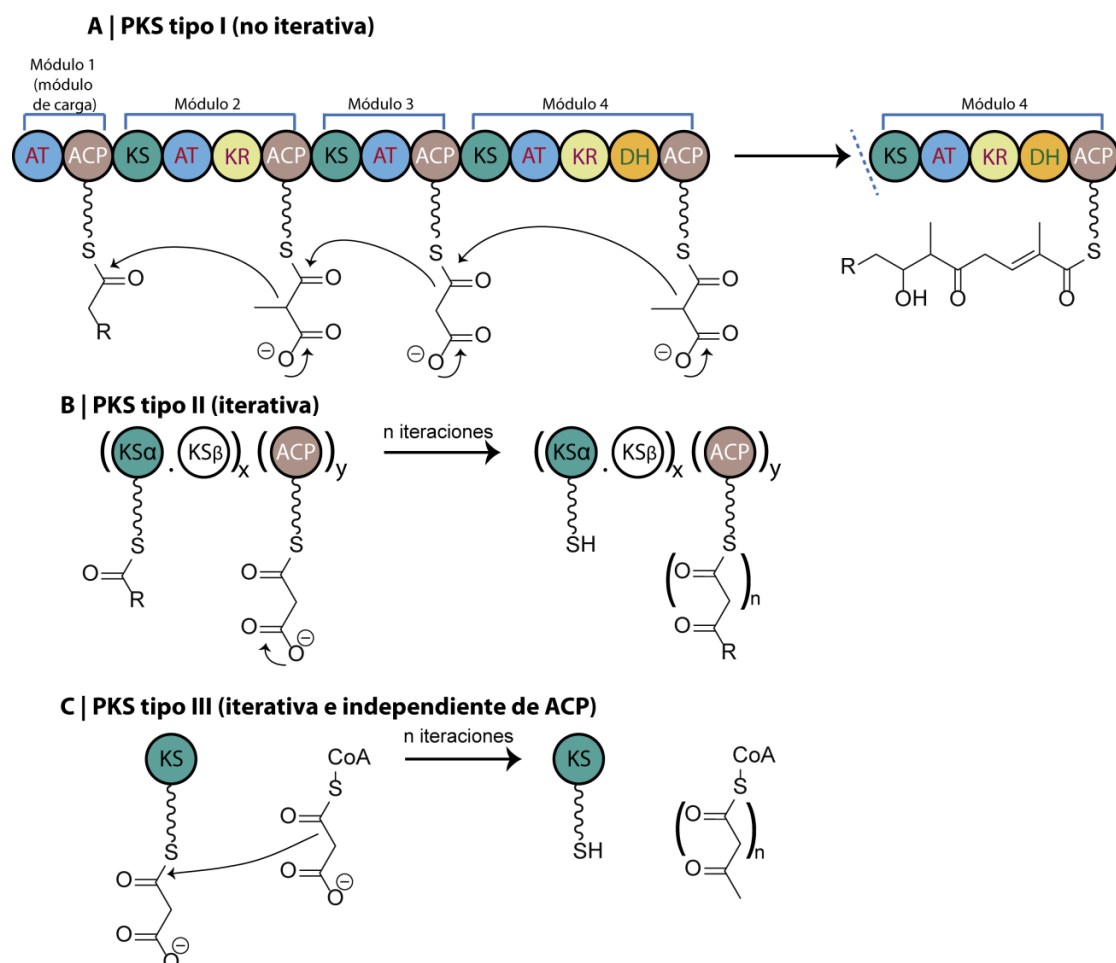 A | PKS tipo I (no iterativa)
Módulo 1
(módulo
de carga)
Módulo 2
Módulo 3
Módulo 4
Módulo 4
AT ACP KS AT KR ACP KS AT ACP KS AT KR DH ACP
KS AT KR DH ACP
S S S S S
O O O O
R O O O
⊖ O ⊖ O ⊖ O
R OH O O
B | PKS tipo II (iterativa)
(KSα . KSβ)x (ACP)y
n iteraciones
(KSα . KSβ)x (ACP)y
S S SH S
O R
O O O ⊖
(O )n
O R
C | PKS tipo III (iterativa e independiente de ACP)
KS
CoA
n iteraciones
KS
CoA
S S SH S
O O O ⊖
O O O ⊖
(O )n
O